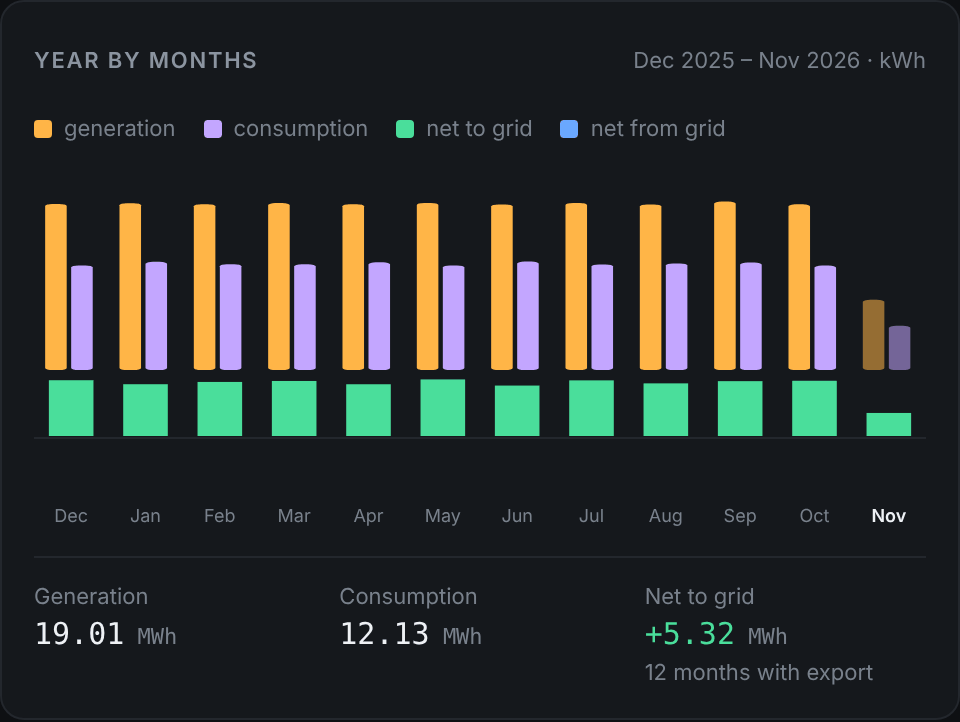 YEAR BY MONTHS
Dec 2025 – Nov 2026 · kWh
generation consumption net to grid net from grid
Dec Jan Feb Mar Apr May Jun Jul Aug Sep Oct Nov
Generation Consumption Net to grid
19.01 MWh 12.13 MWh +5.32 MWh
12 months with export